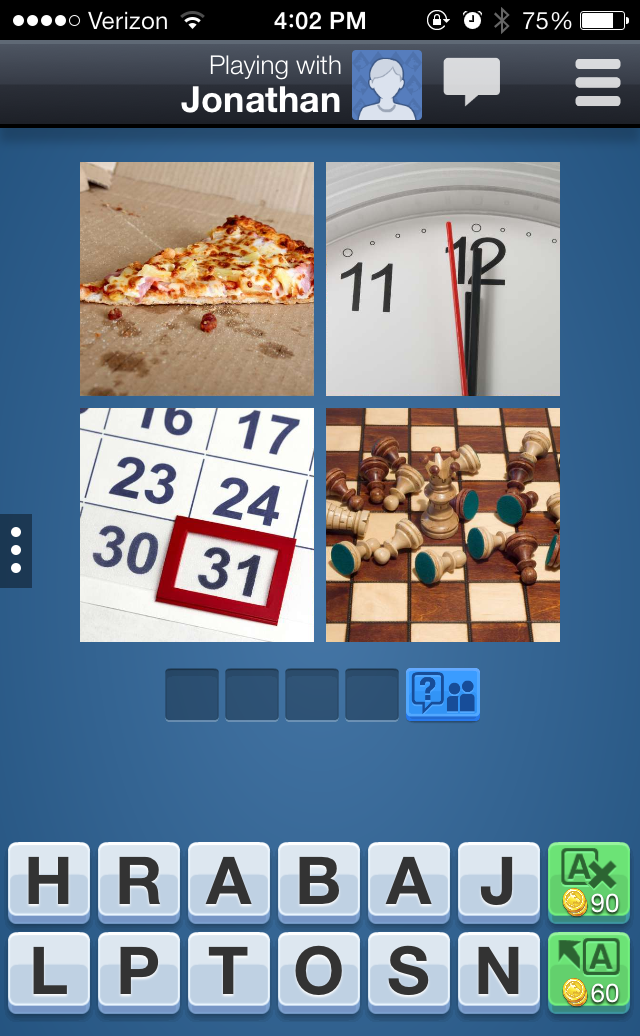 Verizon 4:02 PM 75%
Playing with
Jonathan
11 12
16 17
23 24
30 31
?
H R A B A J A 90
L P T O S N A 60